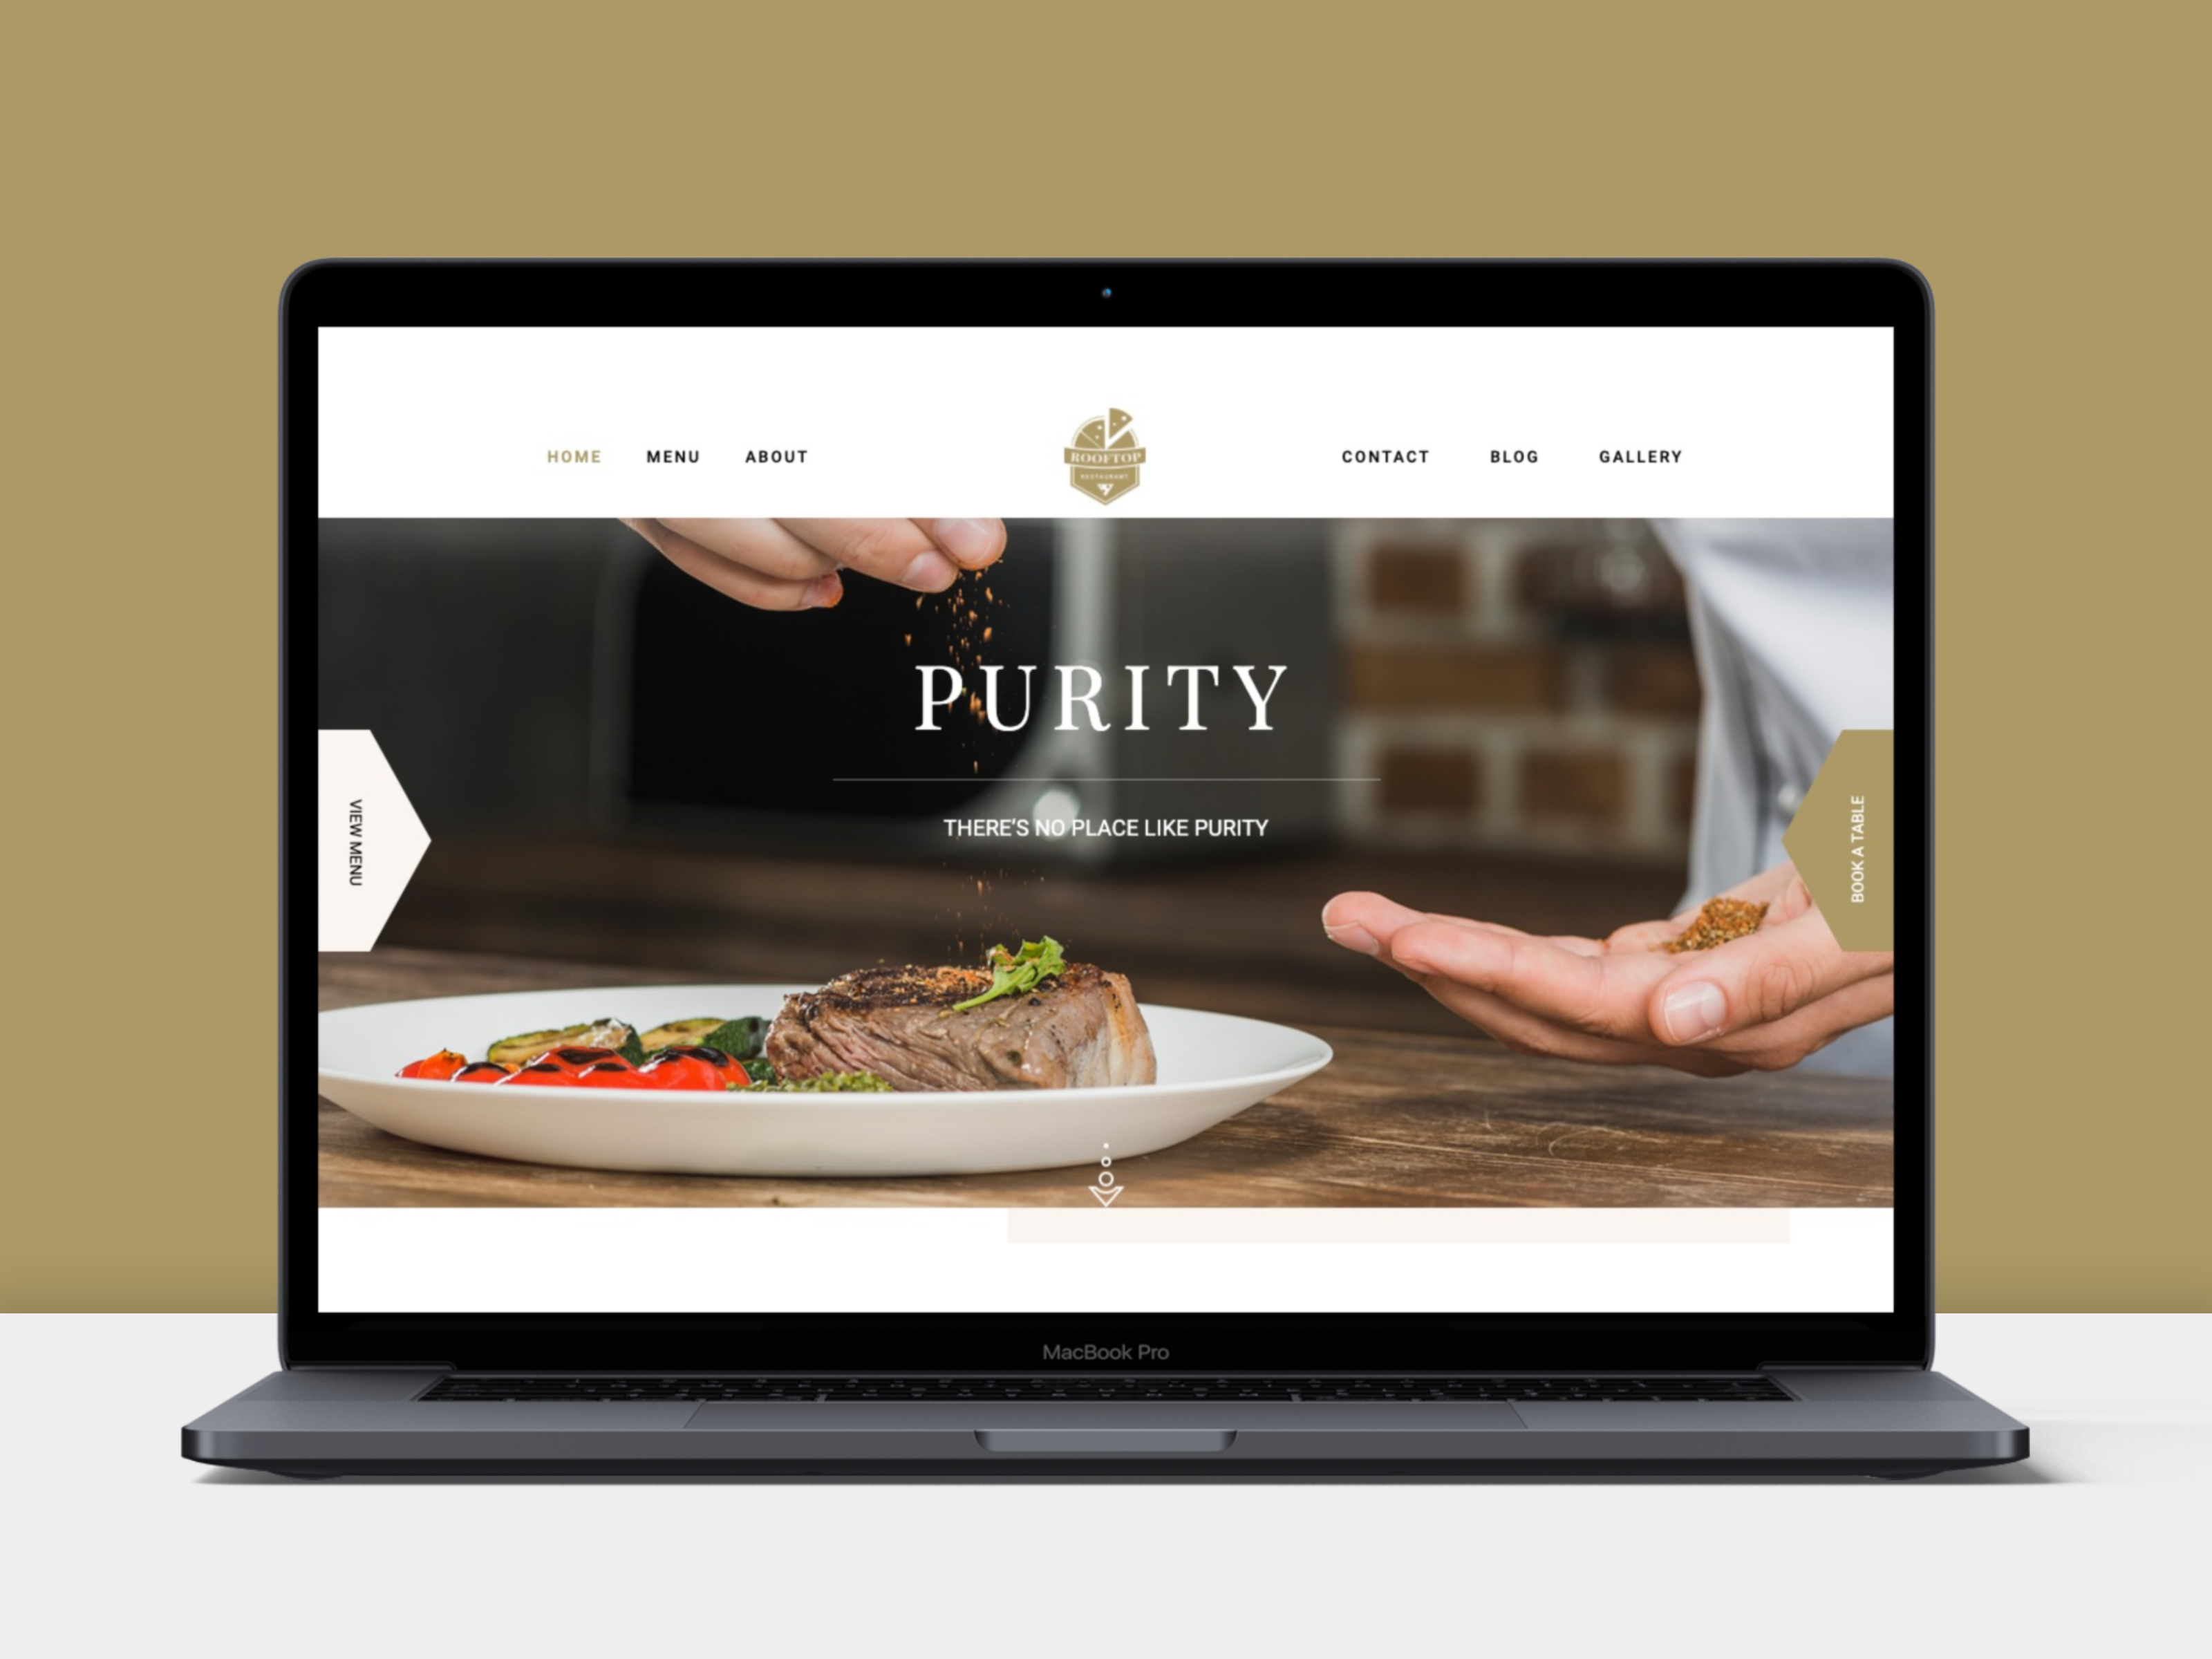 HOME MENU ABOUT
ROOFTOP
RESTAURANT
CONTACT BLOG GALLERY
PURITY
THERE'S NO PLACE LIKE PURITY
VIEW MENU
BOOK A TABLE
MacBook Pro